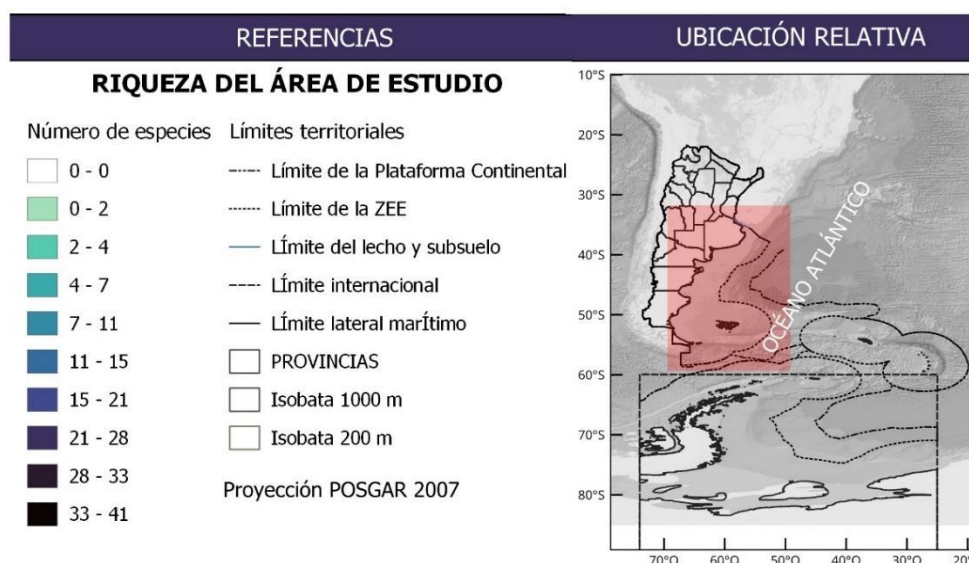 REFERENCIAS
RIQUEZA DEL ÁREA DE ESTUDIO
Número de especies
0 - 0
0 - 2
2 - 4
4 - 7
7 - 11
11 - 15
15 - 21
21 - 28
28 - 33
33 - 41
Límites territoriales
Límite de la Plataforma Continental
Límite de la ZEE
LÍmite del lecho y subsuelo
LÍmite internacional
LÍmite lateral marÍtimo
PROVINCIAS
Isobata 1000 m
Isobata 200 m
Proyección POSGAR 2007
UBICACIÓN RELATIVA
10°S
20°S
30°S
40°S
50°S
60°S
70°S
80°S
OCÉANO ATLÁNTICO
70°O
60°O
50°O
40°O
30°O